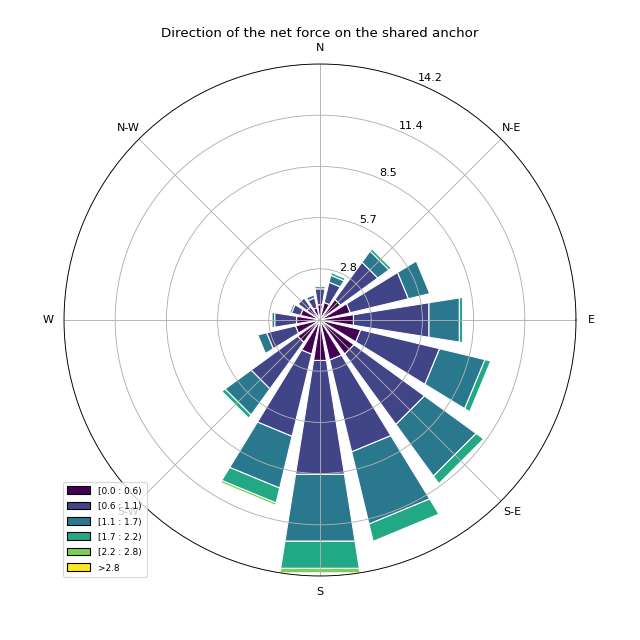 Direction of the net force on the shared anchor
N
14.2
N-W
N-E
11.4
8.5
5.7
2.8
W
E
[0.0 : 0.6)
[0.6 : 1.1)
S-W
S-E
[1.1 : 1.7)
[1.7 : 2.2)
[2.2 : 2.8)
>2.8
S